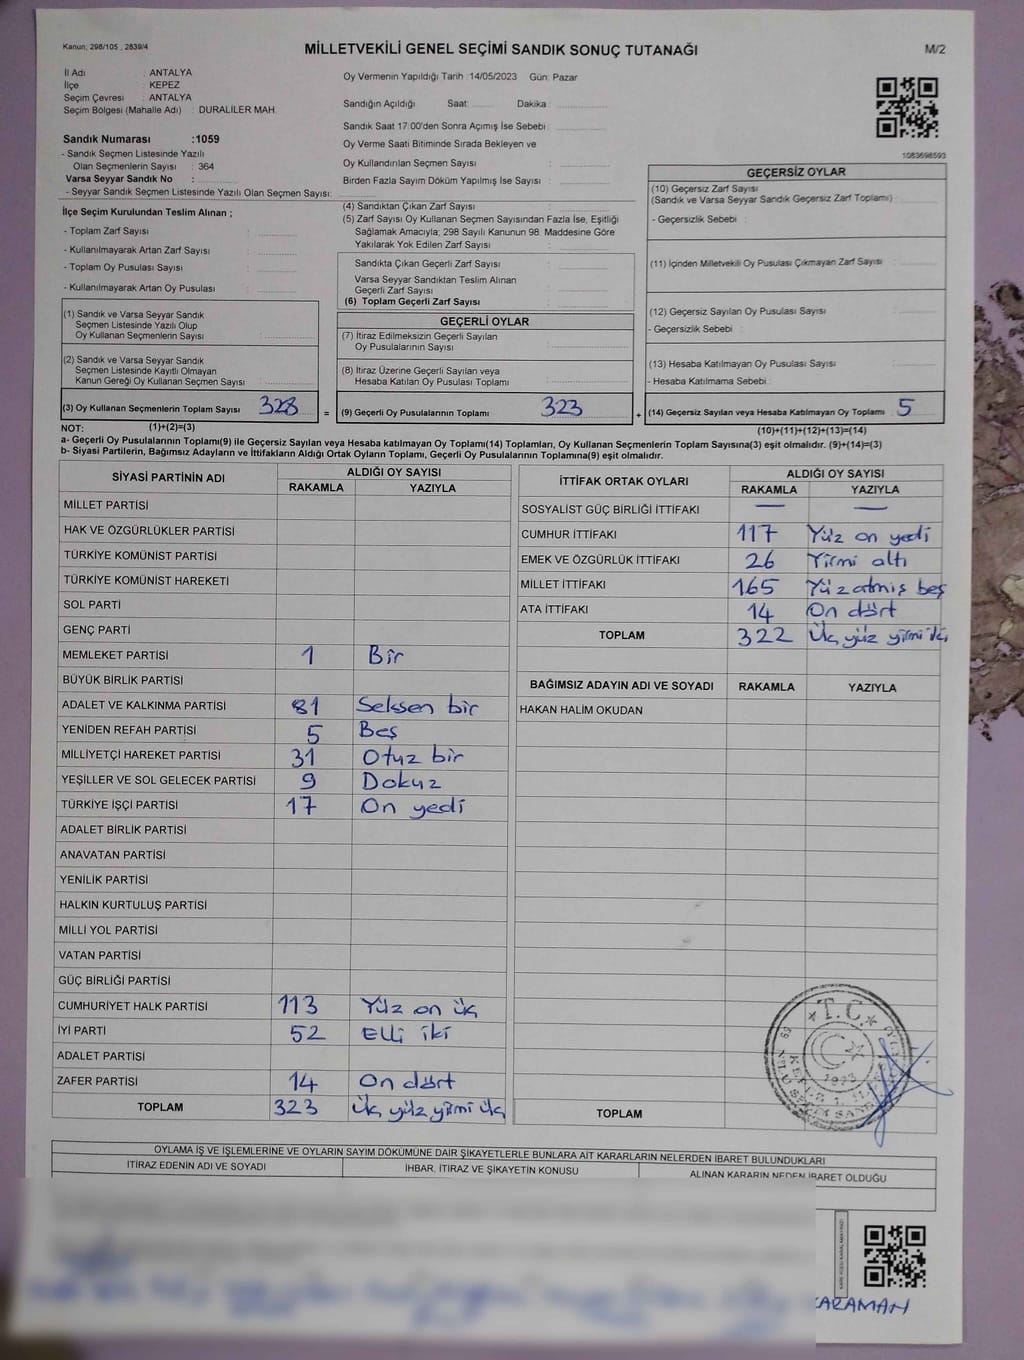 Kanun; 298/105 , 2839/4
MİLLETVEKİLİ GENEL SEÇİMİ SANDIK SONUÇ TUTANAĞI
M/2
İl Adı : ANTALYA
İlçe : KEPEZ
Seçim Çevresi : ANTALYA
Seçim Bölgesi (Mahalle Adı) : DURALİLER MAH.
Sandık Numarası :1059
- Sandık Seçmen Listesinde Yazılı
Olan Seçmenlerin Sayısı : 364
Varsa Seyyar Sandık No :
- Seyyar Sandık Seçmen Listesinde Yazılı Olan Seçmen Sayısı:
Oy Vermenin Yapıldığı Tarih :14/05/2023 Gün: Pazar
Sandığın Açıldığı Saat: Dakika :
Sandık Saat 17:00'den Sonra Açımış İse Sebebi :
Oy Verme Saati Bitiminde Sırada Bekleyen ve
Oy Kullandırılan Seçmen Sayısı :
Birden Fazla Sayım Döküm Yapılmış İse Sayısı :
1083698593
İlçe Seçim Kurulundan Teslim Alınan ;
- Toplam Zarf Sayısı :
- Kullanılmayarak Artan Zarf Sayısı :
- Toplam Oy Pusulası Sayısı :
- Kullanılmayarak Artan Oy Pusulası :
(4) Sandıktan Çıkan Zarf Sayısı :
(5) Zarf Sayısı Oy Kullanan Seçmen Sayısından Fazla İse, Eşitliği
Sağlamak Amacıyla; 298 Sayılı Kanunun 98. Maddesine Göre
Yakılarak Yok Edilen Zarf Sayısı :
Sandıkta Çıkan Geçerli Zarf Sayısı :
Varsa Seyyar Sandıktan Teslim Alınan
Geçerli Zarf Sayısı :
(6) Toplam Geçerli Zarf Sayısı :
GEÇERSİZ OYLAR
(10) Geçersiz Zarf Sayısı
(Sandık ve Varsa Seyyar Sandık Geçersiz Zarf Toplamı) :
- Geçersizlik Sebebi :
(11) İçinden Milletvekili Oy Pusulası Çıkmayan Zarf Sayısı :
(12) Geçersiz Sayılan Oy Pusulası Sayısı :
- Geçersizlik Sebebi :
(13) Hesaba Katılmayan Oy Pusulası Sayısı :
- Hesaba Katılmama Sebebi :
(14) Geçersiz Sayılan veya Hesaba Katılmayan Oy Toplamı : 5
(10)+(11)+(12)+(13)=(14)
(1) Sandık ve Varsa Seyyar Sandık
Seçmen Listesinde Yazılı Olup
Oy Kullanan Seçmenlerin Sayısı :
(2) Sandık ve Varsa Seyyar Sandık
Seçmen Listesinde Kayıtlı Olmayan
Kanun Gereği Oy Kullanan Seçmen Sayısı :
(3) Oy Kullanan Seçmenlerin Toplam Sayısı : 328 =
GEÇERLİ OYLAR
(7) İtiraz Edilmeksizin Geçerli Sayılan
Oy Pusulalarının Sayısı :
(8) İtiraz Üzerine Geçerli Sayılan veya
Hesaba Katılan Oy Pusulası Toplamı :
(9) Geçerli Oy Pusulalarının Toplamı : 323 +
NOT: (1)+(2)=(3)
a- Geçerli Oy Pusulalarının Toplamı(9) ile Geçersiz Sayılan veya Hesaba katılmayan Oy Toplamı(14) Toplamları, Oy Kullanan Seçmenlerin Toplam Sayısına(3) eşit olmalıdır. (9)+(14)=(3)
b- Siyasi Partilerin, Bağımsız Adayların ve İttifakların Aldığı Ortak Oyların Toplamı, Geçerli Oy Pusulalarının Toplamına(9) eşit olmalıdır.
SİYASİ PARTİNİN ADI ALDIĞI OY SAYISI
RAKAMLA YAZIYLA
MİLLET PARTİSİ
HAK VE ÖZGÜRLÜKLER PARTİSİ
TÜRKİYE KOMÜNİST PARTİSİ
TÜRKİYE KOMÜNİST HAREKETİ
SOL PARTİ
GENÇ PARTİ
MEMLEKET PARTİSİ 1 Bir
BÜYÜK BİRLİK PARTİSİ
ADALET VE KALKINMA PARTİSİ 81 Seksen bir
YENİDEN REFAH PARTİSİ 5 Beş
MİLLİYETÇİ HAREKET PARTİSİ 31 Otuz bir
YEŞİLLER VE SOL GELECEK PARTİSİ 9 Dokuz
TÜRKİYE İŞÇİ PARTİSİ 17 On yedi
ADALET BİRLİK PARTİSİ
ANAVATAN PARTİSİ
YENİLİK PARTİSİ
HALKIN KURTULUŞ PARTİSİ
MİLLİ YOL PARTİSİ
VATAN PARTİSİ
GÜÇ BİRLİĞİ PARTİSİ
CUMHURİYET HALK PARTİSİ 113 Yüz on üç
İYİ PARTİ 52 Elli iki
ADALET PARTİSİ
ZAFER PARTİSİ 14 On dört
TOPLAM 323 Üç yüz yirmi üç
İTTİFAK ORTAK OYLARI ALDIĞI OY SAYISI
RAKAMLA YAZIYLA
SOSYALİST GÜÇ BİRLİĞİ İTTİFAKI — —
CUMHUR İTTİFAKI 117 Yüz on yedi
EMEK VE ÖZGÜRLÜK İTTİFAKI 26 Yirmi altı
MİLLET İTTİFAKI 165 Yüz atmış beş
ATA İTTİFAKI 14 On dört
TOPLAM 322 Üç yüz yirmi iki
BAĞIMSIZ ADAYIN ADI VE SOYADI RAKAMLA YAZIYLA
HAKAN HALİM OKUDAN
TOPLAM
★ T.C. ★
OYLAMA İŞ VE İŞLEMLERİNE VE OYLARIN SAYIM DÖKÜMÜNE DAİR ŞİKAYETLERLE BUNLARA AİT KARARLARIN NELERDEN İBARET BULUNDUKLARI
İTİRAZ EDENİN ADI VE SOYADI İHBAR, İTİRAZ VE ŞİKAYETİN KONUSU ALINAN KARARIN NEDEN İBARET OLDUĞU
KARAMAN